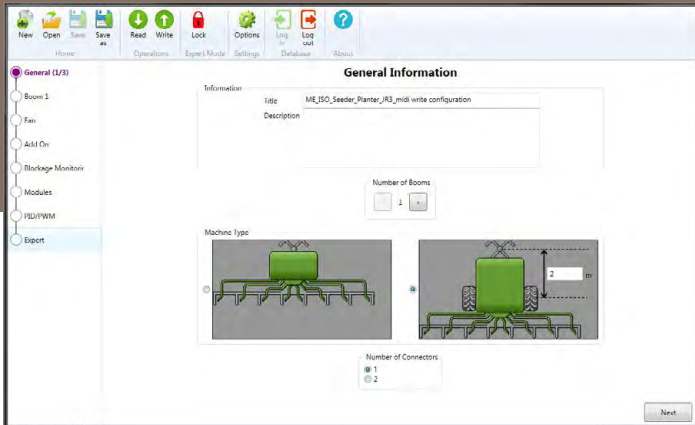 New Open Save Save as Read Write Lock Options Log in Log out
Home Operations Expert Mode Settings Database About
General (1/3)
Boom 1
Fan
Add On
Blockage Monitorin
Modules
PID/PWM
Expert
General Information
Information
Title ME_ISO_Seeder_Planter_JR3_midi write configuration
Description
Number of Booms
1 +
Machine Type
2 m
Number of Connectors
1
2
Next